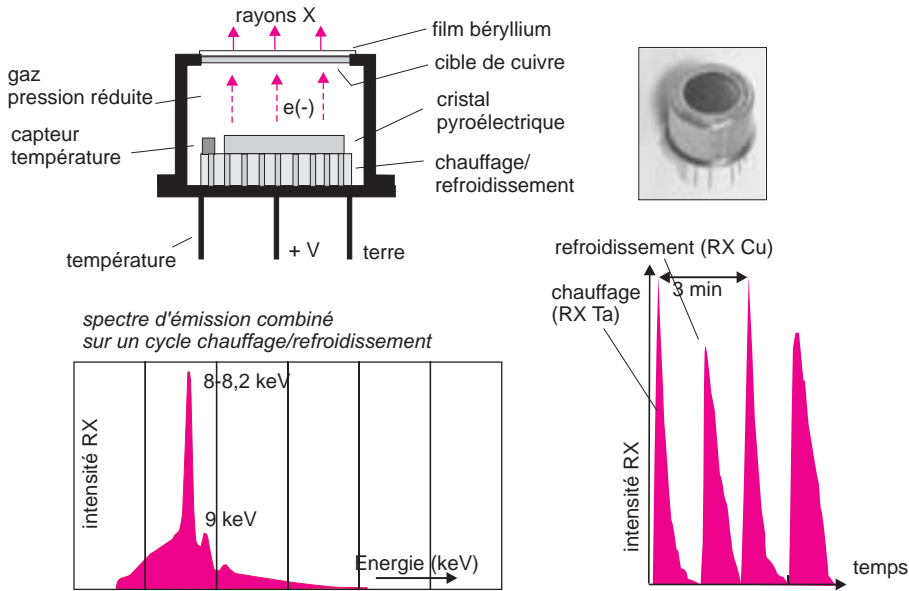 rayons X
film béryllium
cible de cuivre
gaz
pression réduite
e(-)
cristal
pyroélectrique
capteur
température
chauffage/
refroidissement
température
+ V
terre
refroidissement (RX Cu)
3 min
chauffage
(RX Ta)
intensité RX
temps
spectre d'émission combiné
sur un cycle chauffage/refroidissement
8-8,2 keV
intensité RX
9 keV
Energie (keV)